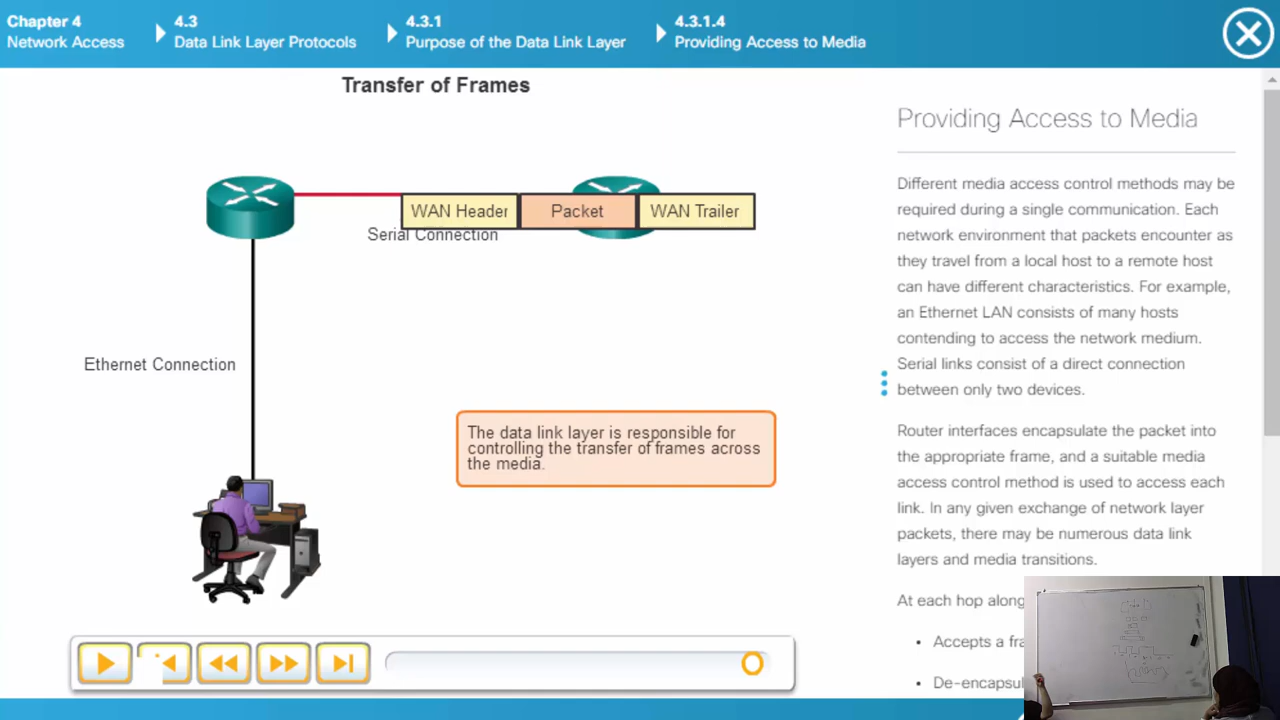 Chapter 4
Network Access
4.3
Data Link Layer Protocols
4.3.1
Purpose of the Data Link Layer
4.3.1.4
Providing Access to Media
Transfer of Frames
WAN Header
Packet
WAN Trailer
Serial Connection
Ethernet Connection
The data link layer is responsible for
controlling the transfer of frames across
the media.
Providing Access to Media
Different media access control methods may be
required during a single communication. Each
network environment that packets encounter as
they travel from a local host to a remote host
can have different characteristics. For example,
an Ethernet LAN consists of many hosts
contending to access the network medium.
Serial links consist of a direct connection
between only two devices.
Router interfaces encapsulate the packet into
the appropriate frame, and a suitable media
access control method is used to access each
link. In any given exchange of network layer
packets, there may be numerous data link
layers and media transitions.
At each hop along
• Accepts a fra
• De-encapsul